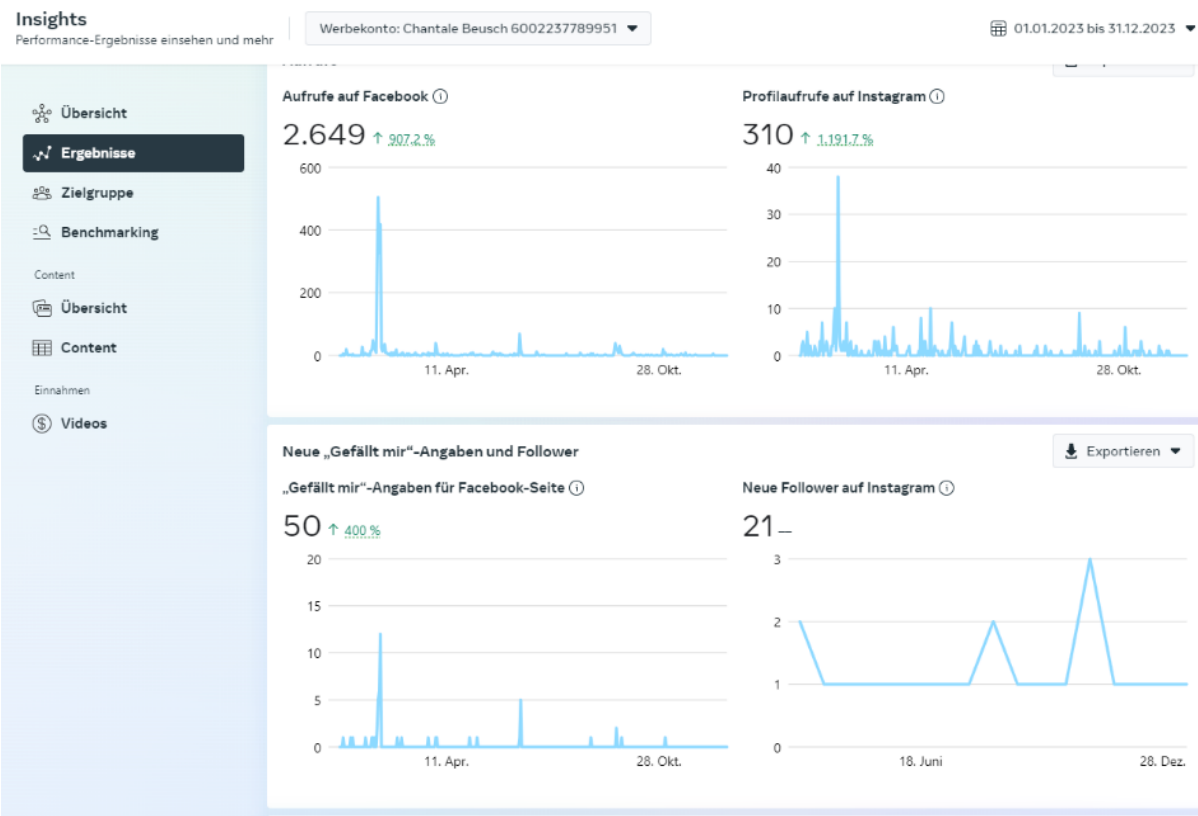 Insights
Performance-Ergebnisse einsehen und mehr
Werbekonto: Chantale Beusch 6002237789951
01.01.2023 bis 31.12.2023
Übersicht
Ergebnisse
Zielgruppe
Benchmarking
Content
Übersicht
Content
Einnahmen
Videos
Aufrufe auf Facebook
2.649 ↑ 907,2 %
600
400
200
0
11. Apr.
28. Okt.
Profilaufrufe auf Instagram
310 ↑ 1.191,7 %
40
30
20
10
0
11. Apr.
28. Okt.
Neue „Gefällt mir“-Angaben und Follower
Exportieren
„Gefällt mir“-Angaben für Facebook-Seite
50 ↑ 400 %
20
15
10
5
0
11. Apr.
28. Okt.
Neue Follower auf Instagram
21 –
3
2
1
0
18. Juni
28. Dez.